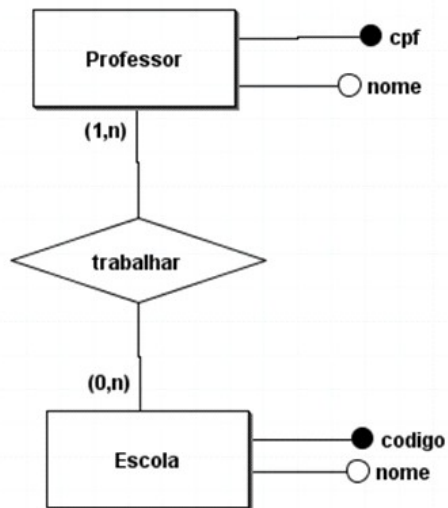 cpf
Professor
nome
(1,n)
trabalhar
(0,n)
codigo
Escola
nome